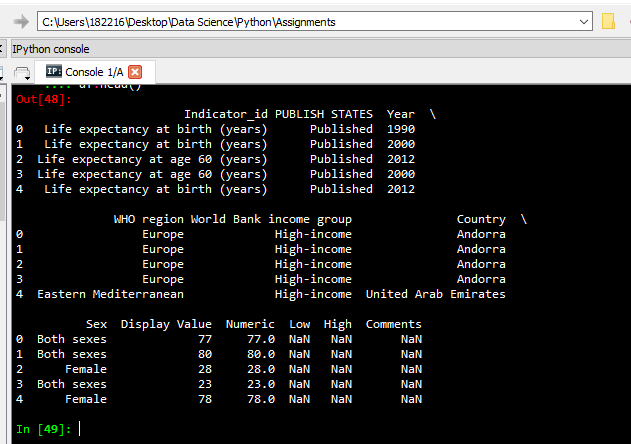 C:\Users\182216\Desktop\Data Science\Python\Assignments
IPython console
IP: Console 1/A
....: df.head()
Out[48]:
                      Indicator_id PUBLISH STATES  Year  \
0   Life expectancy at birth (years)      Published  1990
1   Life expectancy at birth (years)      Published  2000
2  Life expectancy at age 60 (years)      Published  2012
3  Life expectancy at age 60 (years)      Published  2000
4   Life expectancy at birth (years)      Published  2012
              WHO region World Bank income group               Country  \
0                 Europe             High-income               Andorra
1                 Europe             High-income               Andorra
2                 Europe             High-income               Andorra
3                 Europe             High-income               Andorra
4  Eastern Mediterranean             High-income  United Arab Emirates
          Sex  Display Value  Numeric  Low  High  Comments
0  Both sexes             77     77.0  NaN   NaN       NaN
1  Both sexes             80     80.0  NaN   NaN       NaN
2      Female             28     28.0  NaN   NaN       NaN
3  Both sexes             23     23.0  NaN   NaN       NaN
4      Female             78     78.0  NaN   NaN       NaN
In [49]: